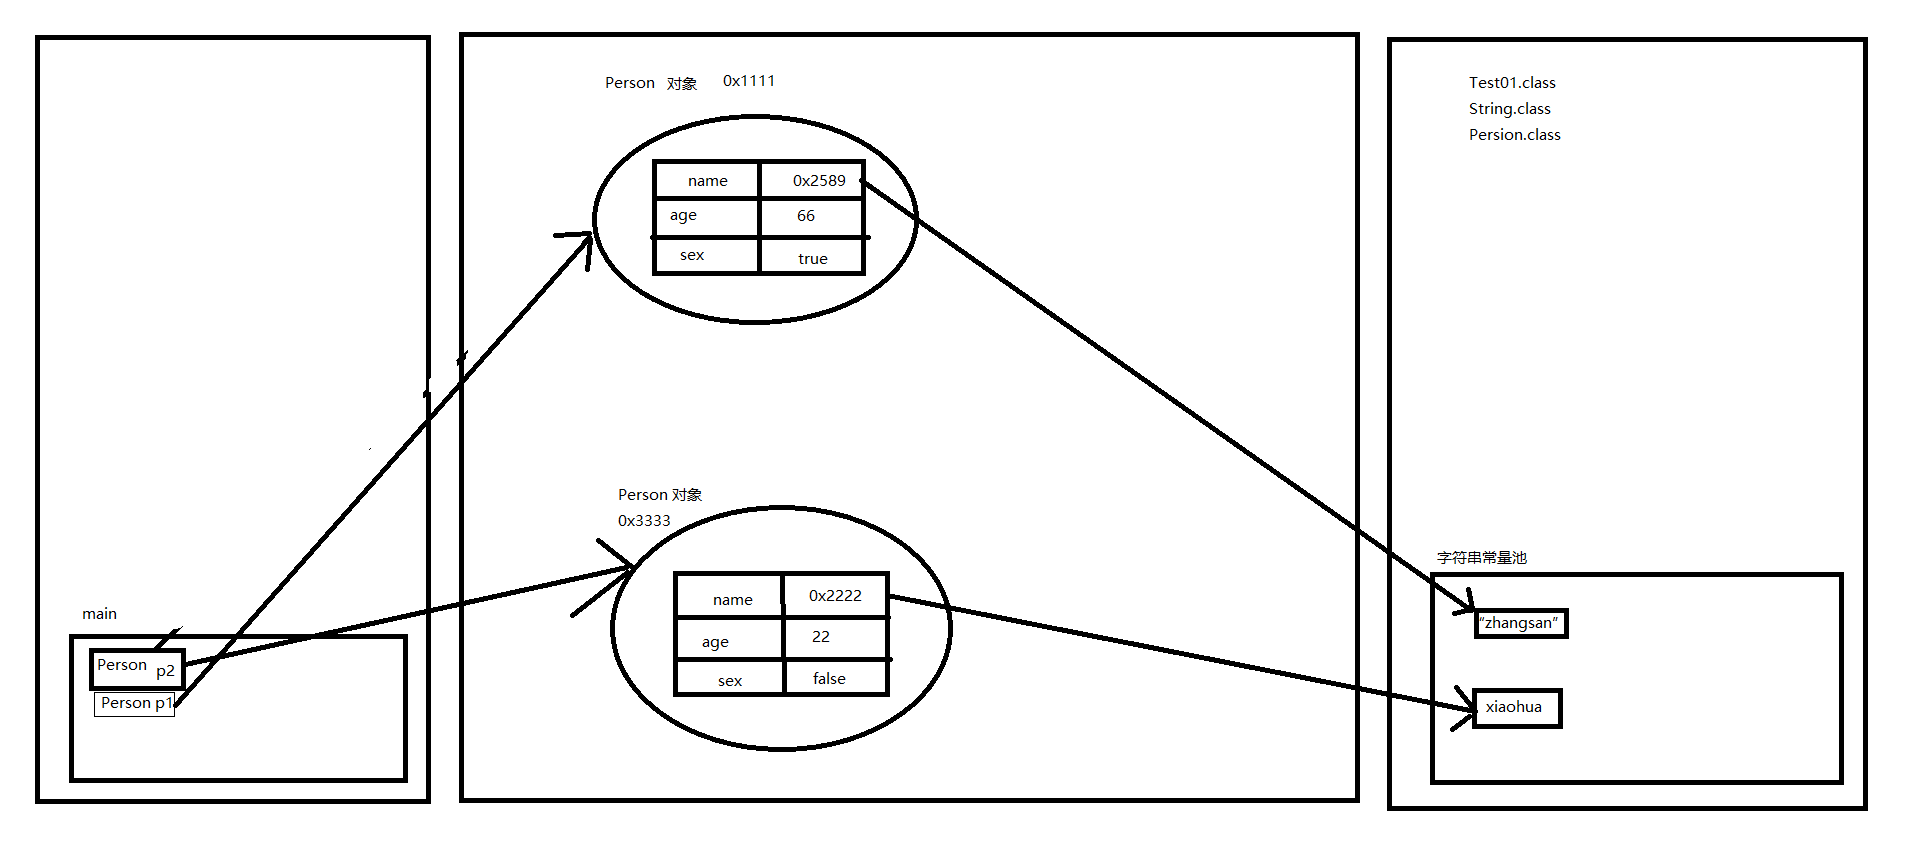 Person 对象 0x1111
name 0x2589
age 66
sex true
Test01.class
String.class
Persion.class
Person 对象
0x3333
name 0x2222
age 22
sex false
main
Person p2
Person p1
字符串常量池
“zhangsan”
xiaohua